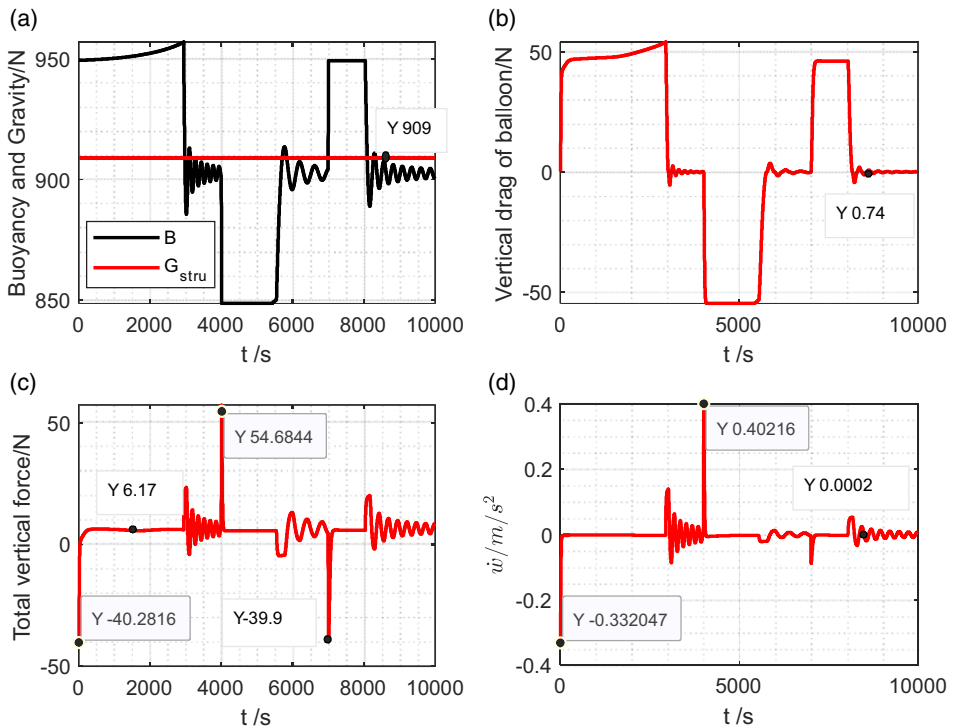 (a)
Buoyancy and Gravity/N
950
900
850
Y 909
B
G_stru
0 2000 4000 6000 8000 10000
t /s
(b)
Vertical drag of balloon/N
50
0
-50
Y 0.74
0 5000 10000
t /s
(c)
Total vertical force/N
50
0
-50
Y 54.6844
Y 6.17
Y -40.2816
Y-39.9
0 2000 4000 6000 8000 10000
t /s
(d)
ẇ/m/s²
0.4
0.2
0
-0.2
-0.4
Y 0.40216
Y 0.0002
Y -0.332047
0 5000 10000
t /s